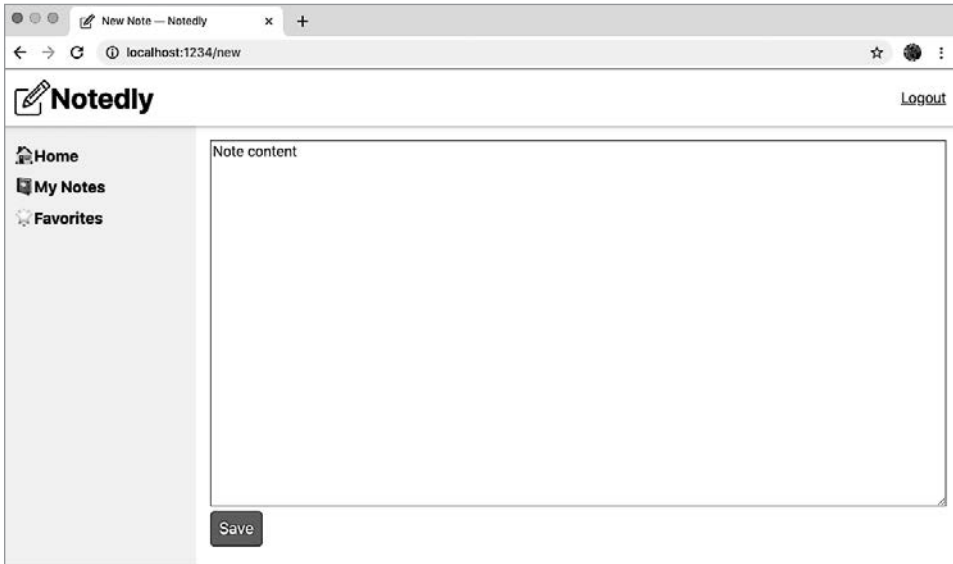 New Note — Notedly
localhost:1234/new
Notedly
Logout
Home
My Notes
Favorites
Note content
Save